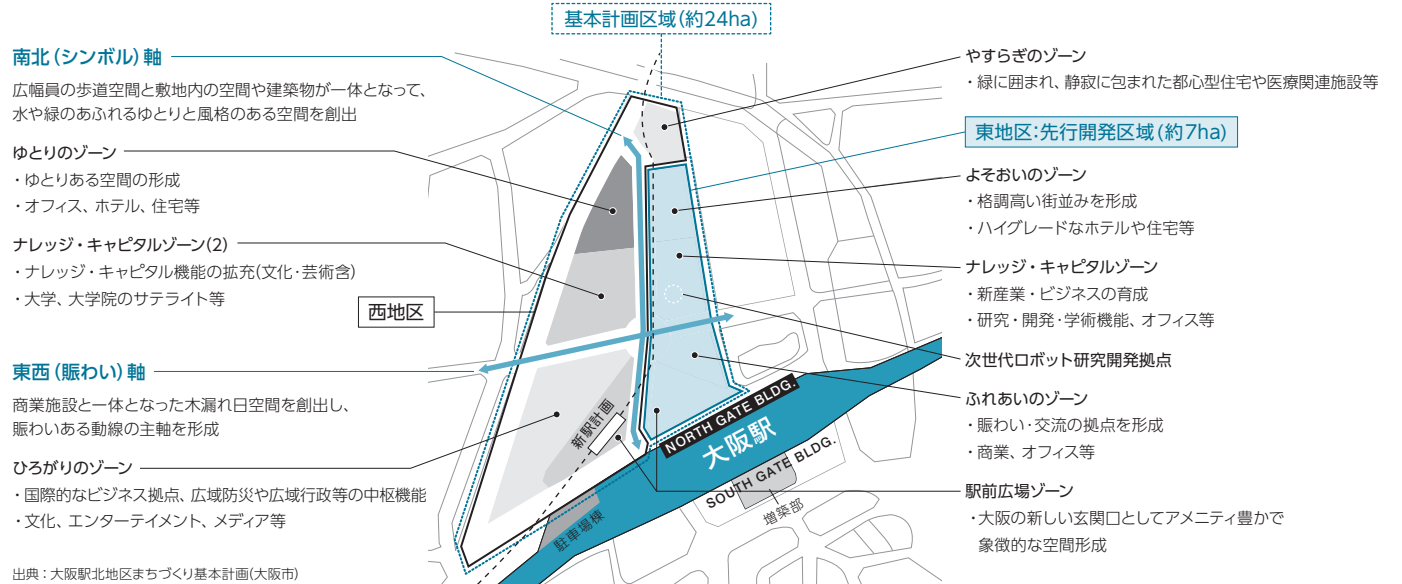 基本計画区域(約24ha)
南北(シンボル)軸
広幅員の歩道空間と敷地内の空間や建築物が一体となって、
水や緑のあふれるゆとりと風格のある空間を創出
ゆとりのゾーン
・ゆとりある空間の形成
・オフィス、ホテル、住宅等
ナレッジ・キャピタルゾーン(2)
・ナレッジ・キャピタル機能の拡充(文化・芸術含)
・大学、大学院のサテライト等
西地区
東西(賑わい)軸
商業施設と一体となった木漏れ日空間を創出し、
賑わいある動線の主軸を形成
ひろがりのゾーン
・国際的なビジネス拠点、広域防災や広域行政等の中枢機能
・文化、エンターテイメント、メディア等
出典：大阪駅北地区まちづくり基本計画(大阪市)
新駅計画
NORTH GATE BLDG.
大阪駅
SOUTH GATE BLDG.
増築部
駐車場棟
やすらぎのゾーン
・緑に囲まれ、静寂に包まれた都心型住宅や医療関連施設等
東地区:先行開発区域(約7ha)
よそおいのゾーン
・格調高い街並みを形成
・ハイグレードなホテルや住宅等
ナレッジ・キャピタルゾーン
・新産業・ビジネスの育成
・研究・開発・学術機能、オフィス等
次世代ロボット研究開発拠点
ふれあいのゾーン
・賑わい・交流の拠点を形成
・商業、オフィス等
駅前広場ゾーン
・大阪の新しい玄関口としてアメニティ豊かで
象徴的な空間形成